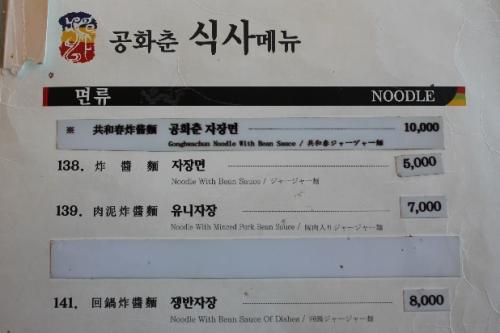 공화춘 식사메뉴
면류 NOODLE
※ 共和春炸醬麵 공화춘 자장면 10,000
Gonghwachun Noodle With Bean Sauce / 共和春ジャージャー麵
138. 炸醬麵 자장면 5,000
Noodle With Bean Sauce / ジャージャー麵
139. 肉泥炸醬麵 유니자장 7,000
Noodle With Minced Pork Bean Sauce / 豚肉入りジャージャー麵
141. 回鍋炸醬麵 쟁반자장 8,000
Noodle With Bean Sauce Of Dishes / 回鍋ジャージャー麵